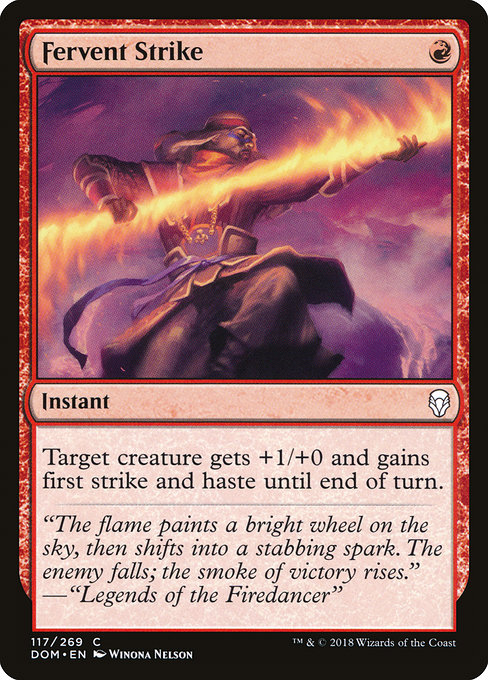 Fervent Strike
Instant
Target creature gets +1/+0 and gains
first strike and haste until end of turn.
“The flame paints a bright wheel on the
sky, then shifts into a stabbing spark. The
enemy falls; the smoke of victory rises.”
—“Legends of the Firedancer”
117/269 C
™ & © 2018 Wizards of the Coast
DOM • EN Winona Nelson